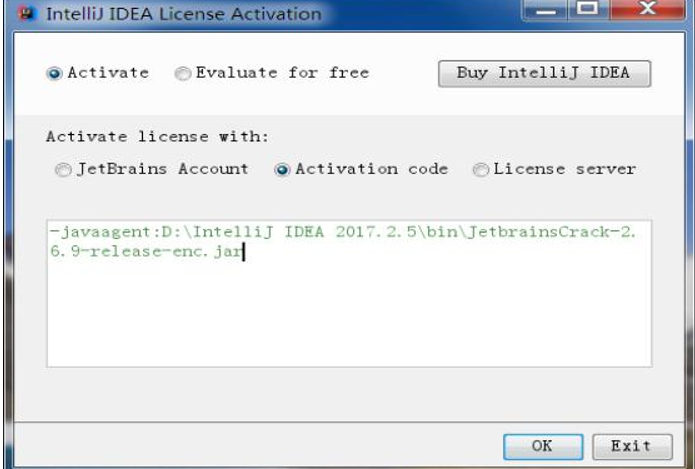 IntelliJ IDEA License Activation
Activate Evaluate for free Buy IntelliJ IDEA
Activate license with:
JetBrains Account Activation code License server
-javaagent:D:\IntelliJ IDEA 2017.2.5\bin\JetbrainsCrack-2.
6.9-release-enc.jar
OK Exit